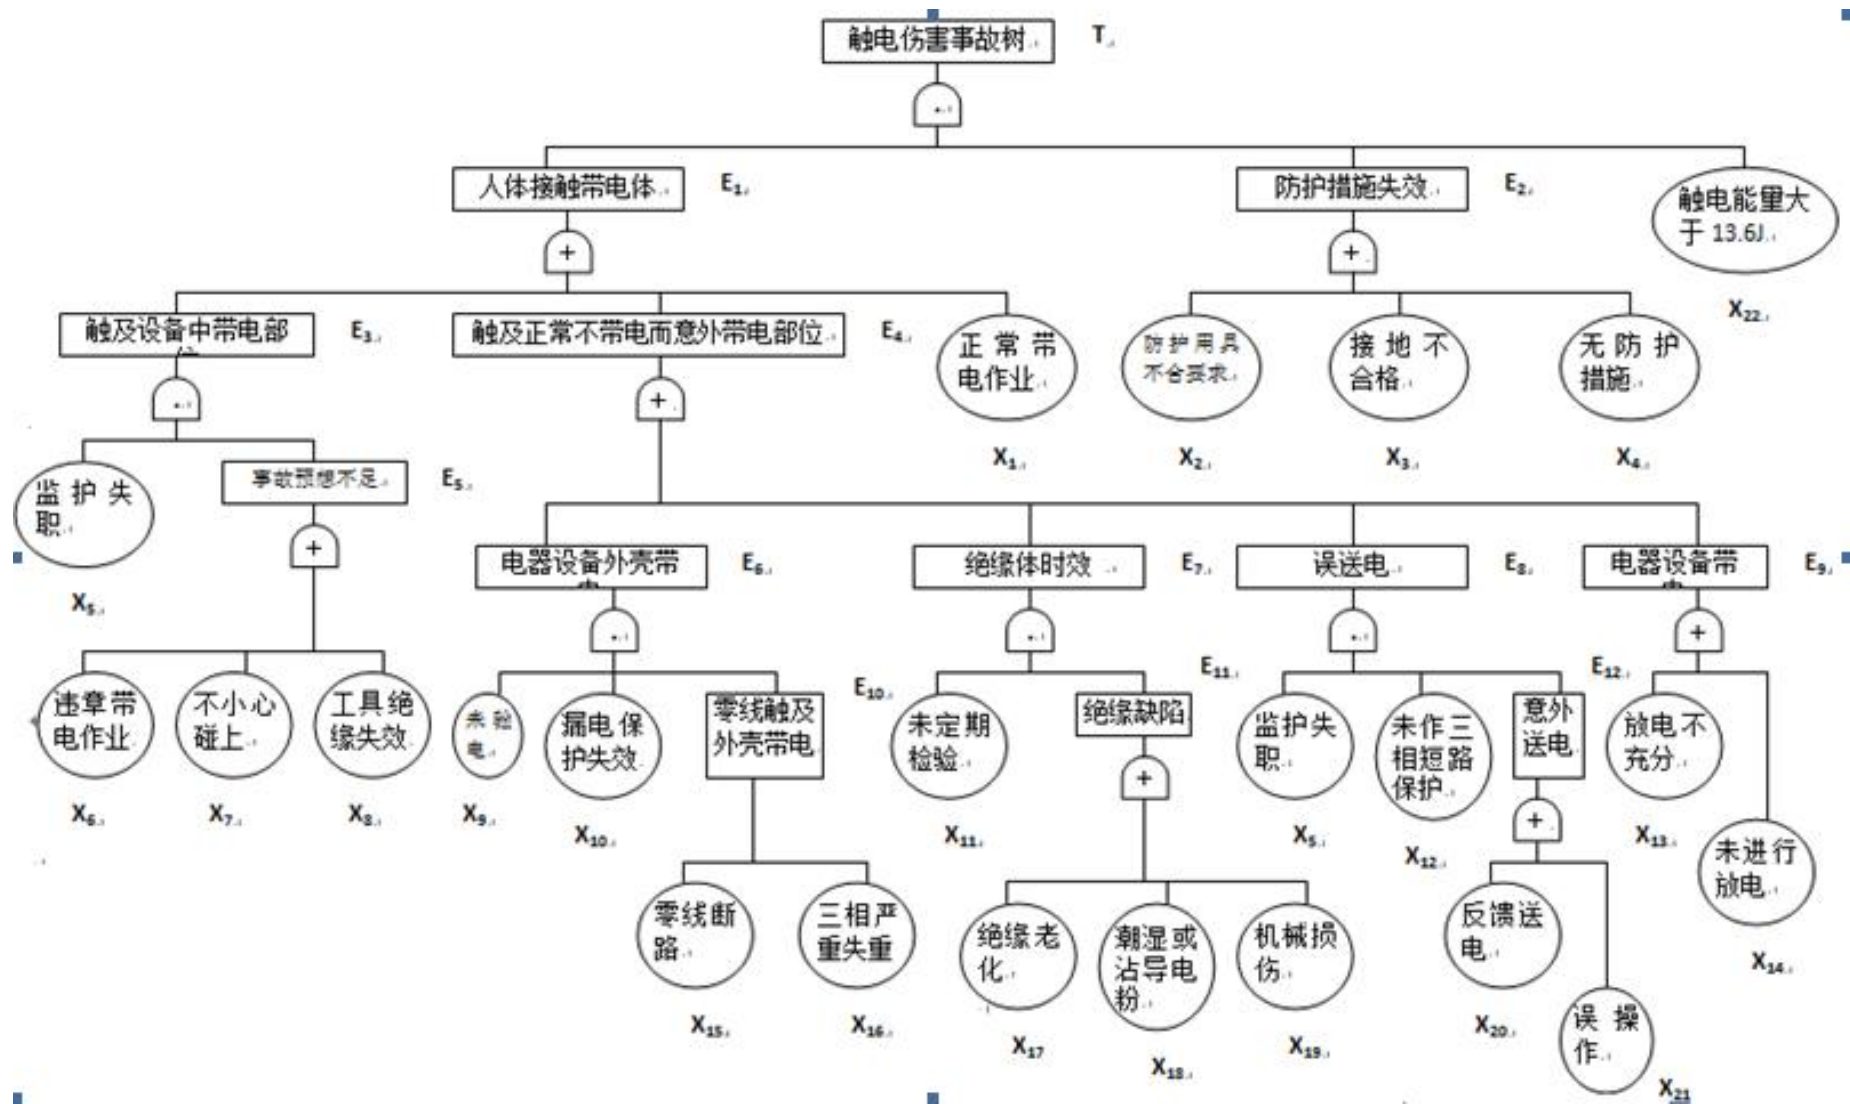 触电伤害事故树
T
人体接触带电体
E1
防护措施失效
E2
触电能量大
于 13.6J
X22
+
+
触及设备中带电部
E3
触及正常不带电而意外带电部位
E4
正常带
电作业
X1
防护用具
不合要求
X2
接地不
合格
X3
无防护
措施
X4
+
监护失
职
X5
事故预想不足
E5
+
电器设备外壳带
E6
绝缘体时效
E7
误送电
E8
电器设备带
E9
+
违章带
电作业
X6
不小心
碰上
X7
工具绝
缘失效
X8
未验
电
X9
漏电保
护失效
X10
零线触及
外壳带电
E10
未定期
检验
X11
绝缘缺陷
E11
+
监护失
职
X5
未作三
相短路
保护
X12
意外
送电
E12
+
放电不
充分
X13
未进行
放电
X14
零线断
路
X15
三相严
重失重
X16
绝缘老
化
X17
潮湿或
沾导电
粉
X18
机械损
伤
X19
反馈送
电
X20
误操
作
X21